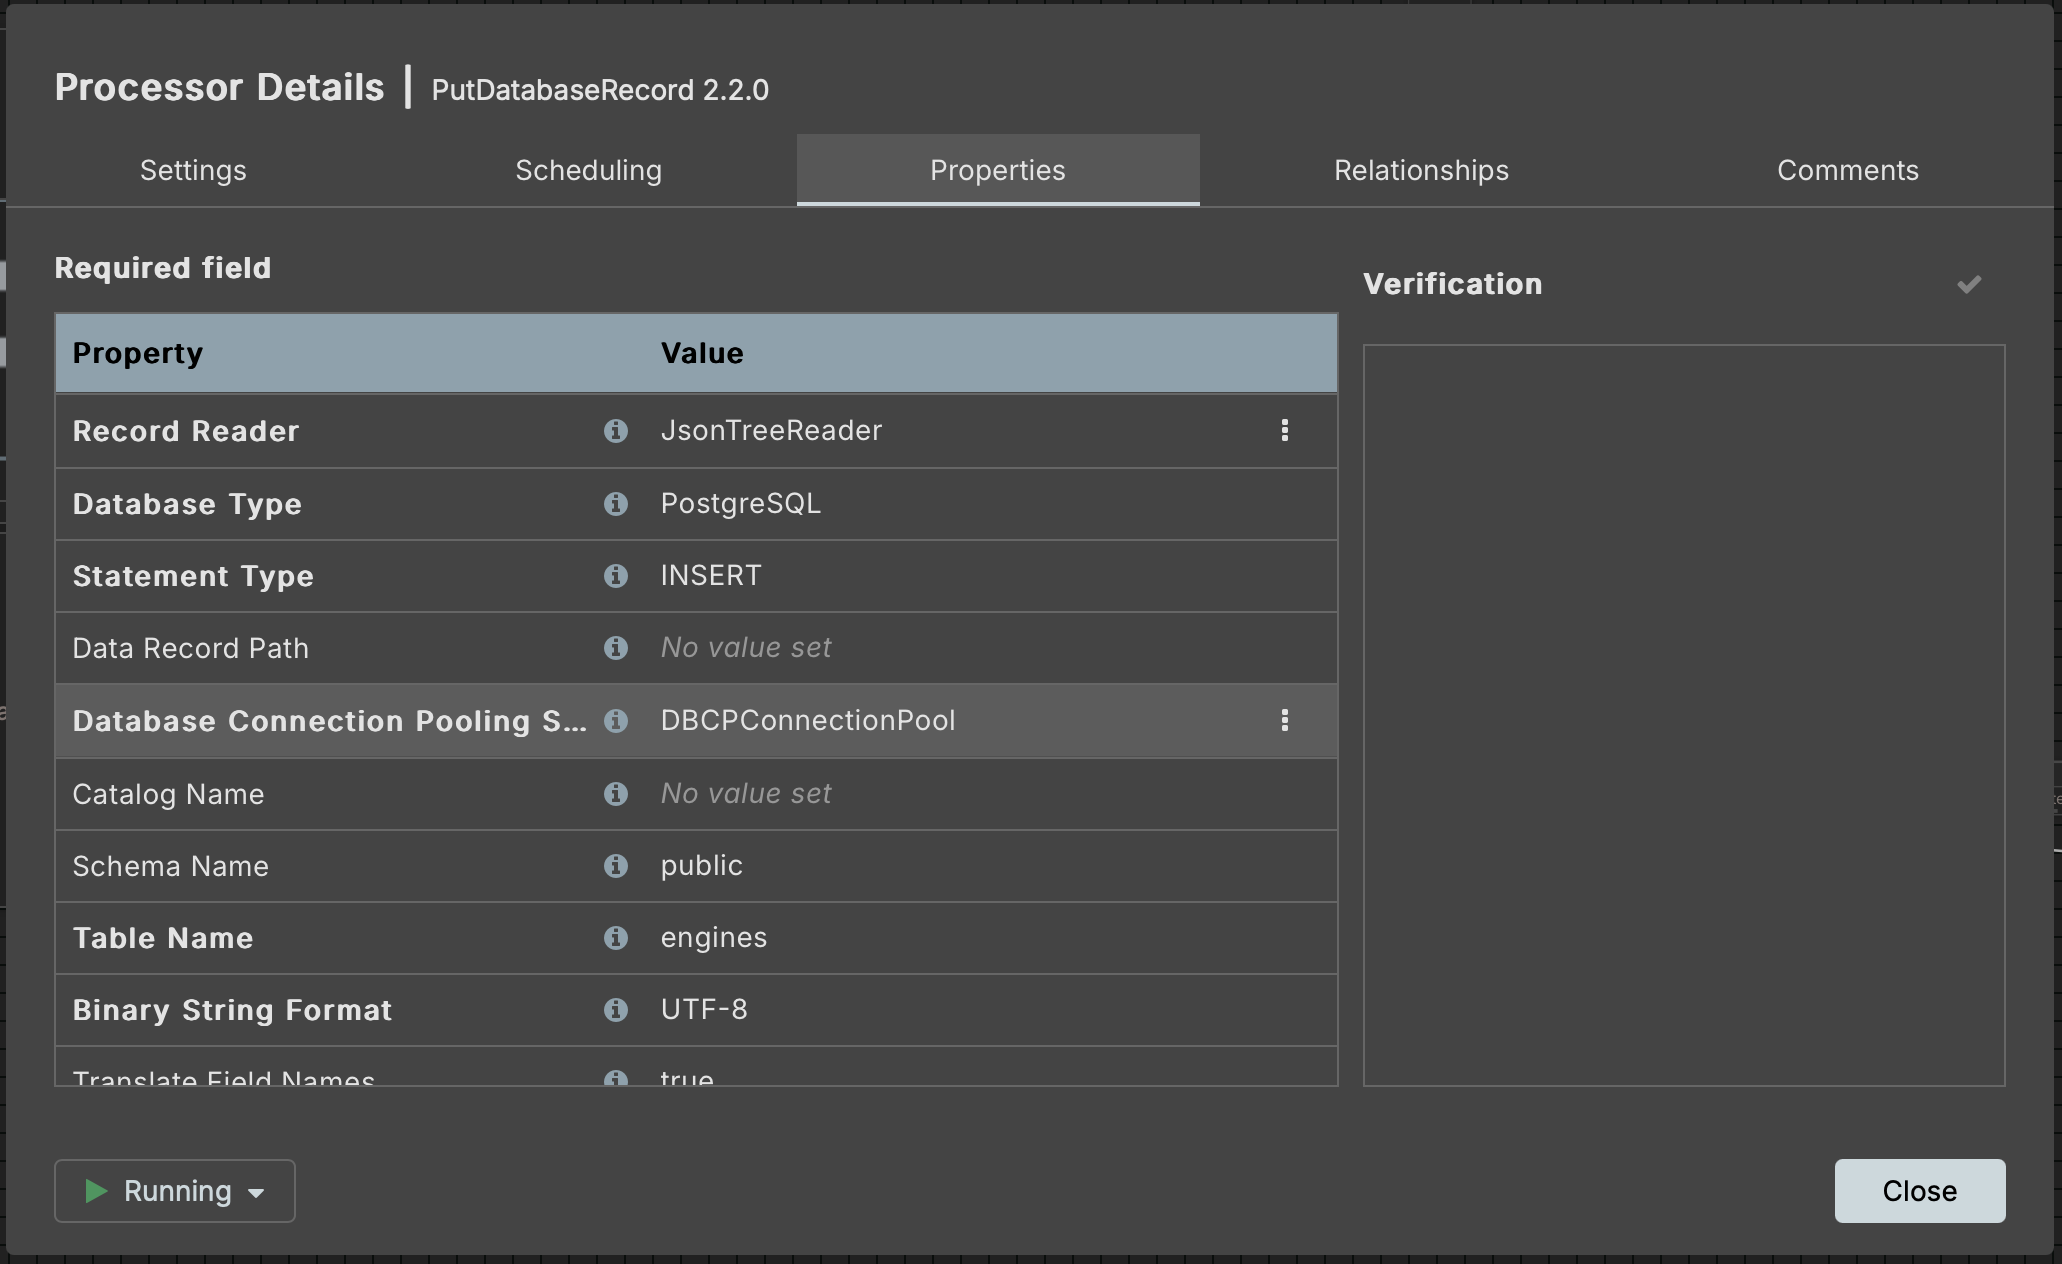 Processor Details | PutDatabaseRecord 2.2.0
Settings Scheduling Properties Relationships Comments
Required field
Verification
Property Value
Record Reader JsonTreeReader
Database Type PostgreSQL
Statement Type INSERT
Data Record Path No value set
Database Connection Pooling S... DBCPConnectionPool
Catalog Name No value set
Schema Name public
Table Name engines
Binary String Format UTF-8
Translate Field Names true
Running
Close